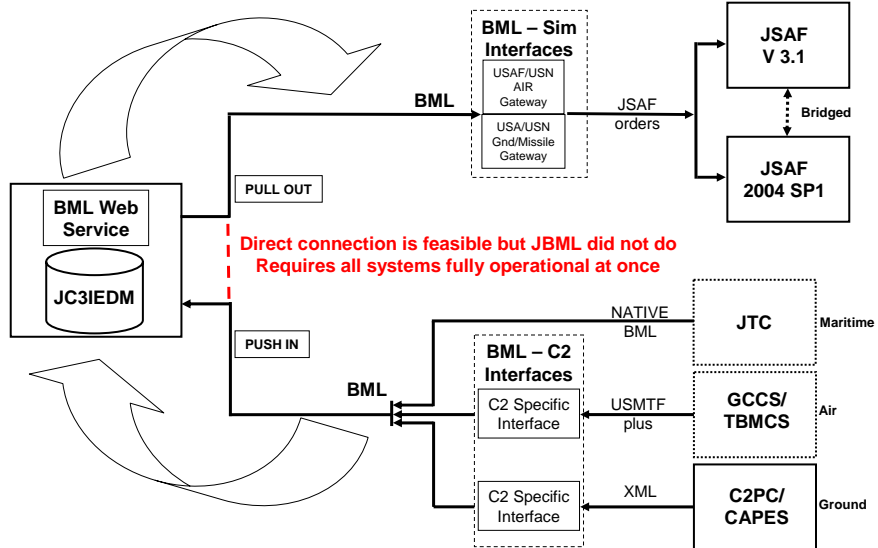 BML – Sim
Interfaces
USAF/USN
AIR
Gateway
USA/USN
Gnd/Missile
Gateway
BML
JSAF
orders
JSAF
V 3.1
Bridged
JSAF
2004 SP1
PULL OUT
BML Web
Service
JC3IEDM
Direct connection is feasible but JBML did not do
Requires all systems fully operational at once
PUSH IN
BML
NATIVE
BML
JTC
Maritime
BML – C2
Interfaces
C2 Specific
Interface
USMTF
plus
GCCS/
TBMCS
Air
C2 Specific
Interface
XML
C2PC/
CAPES
Ground